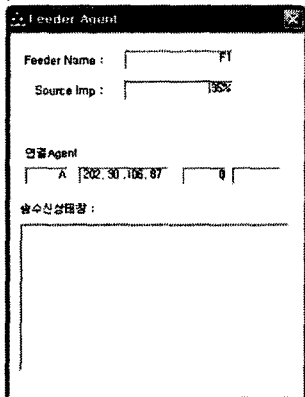 Feeder Agent
Feeder Name : F1
Source Imp : 135%
연결Agent
A 202.30.106.87 0
송수신상태창 :